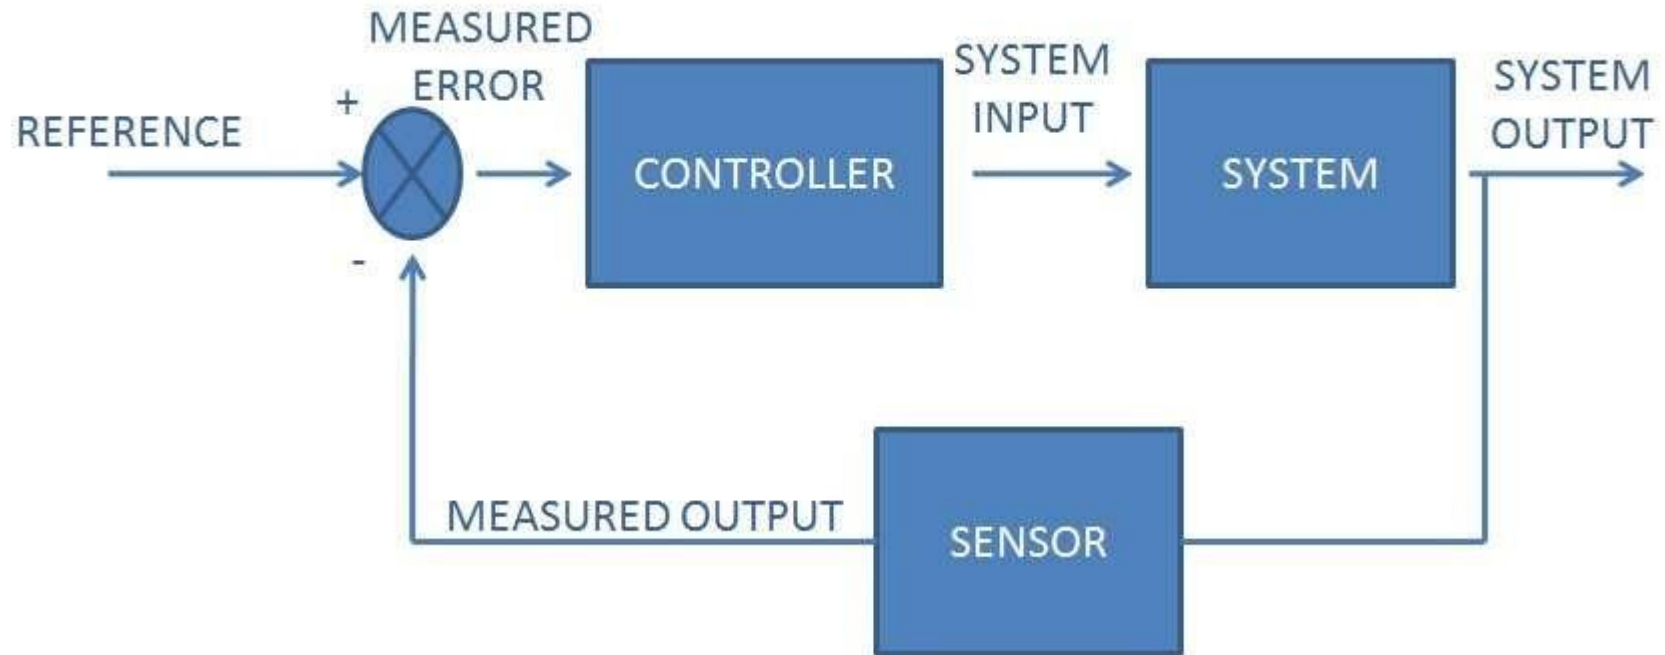 MEASURED
ERROR
SYSTEM
INPUT
SYSTEM
OUTPUT
+
REFERENCE
CONTROLLER
SYSTEM
-
MEASURED OUTPUT
SENSOR